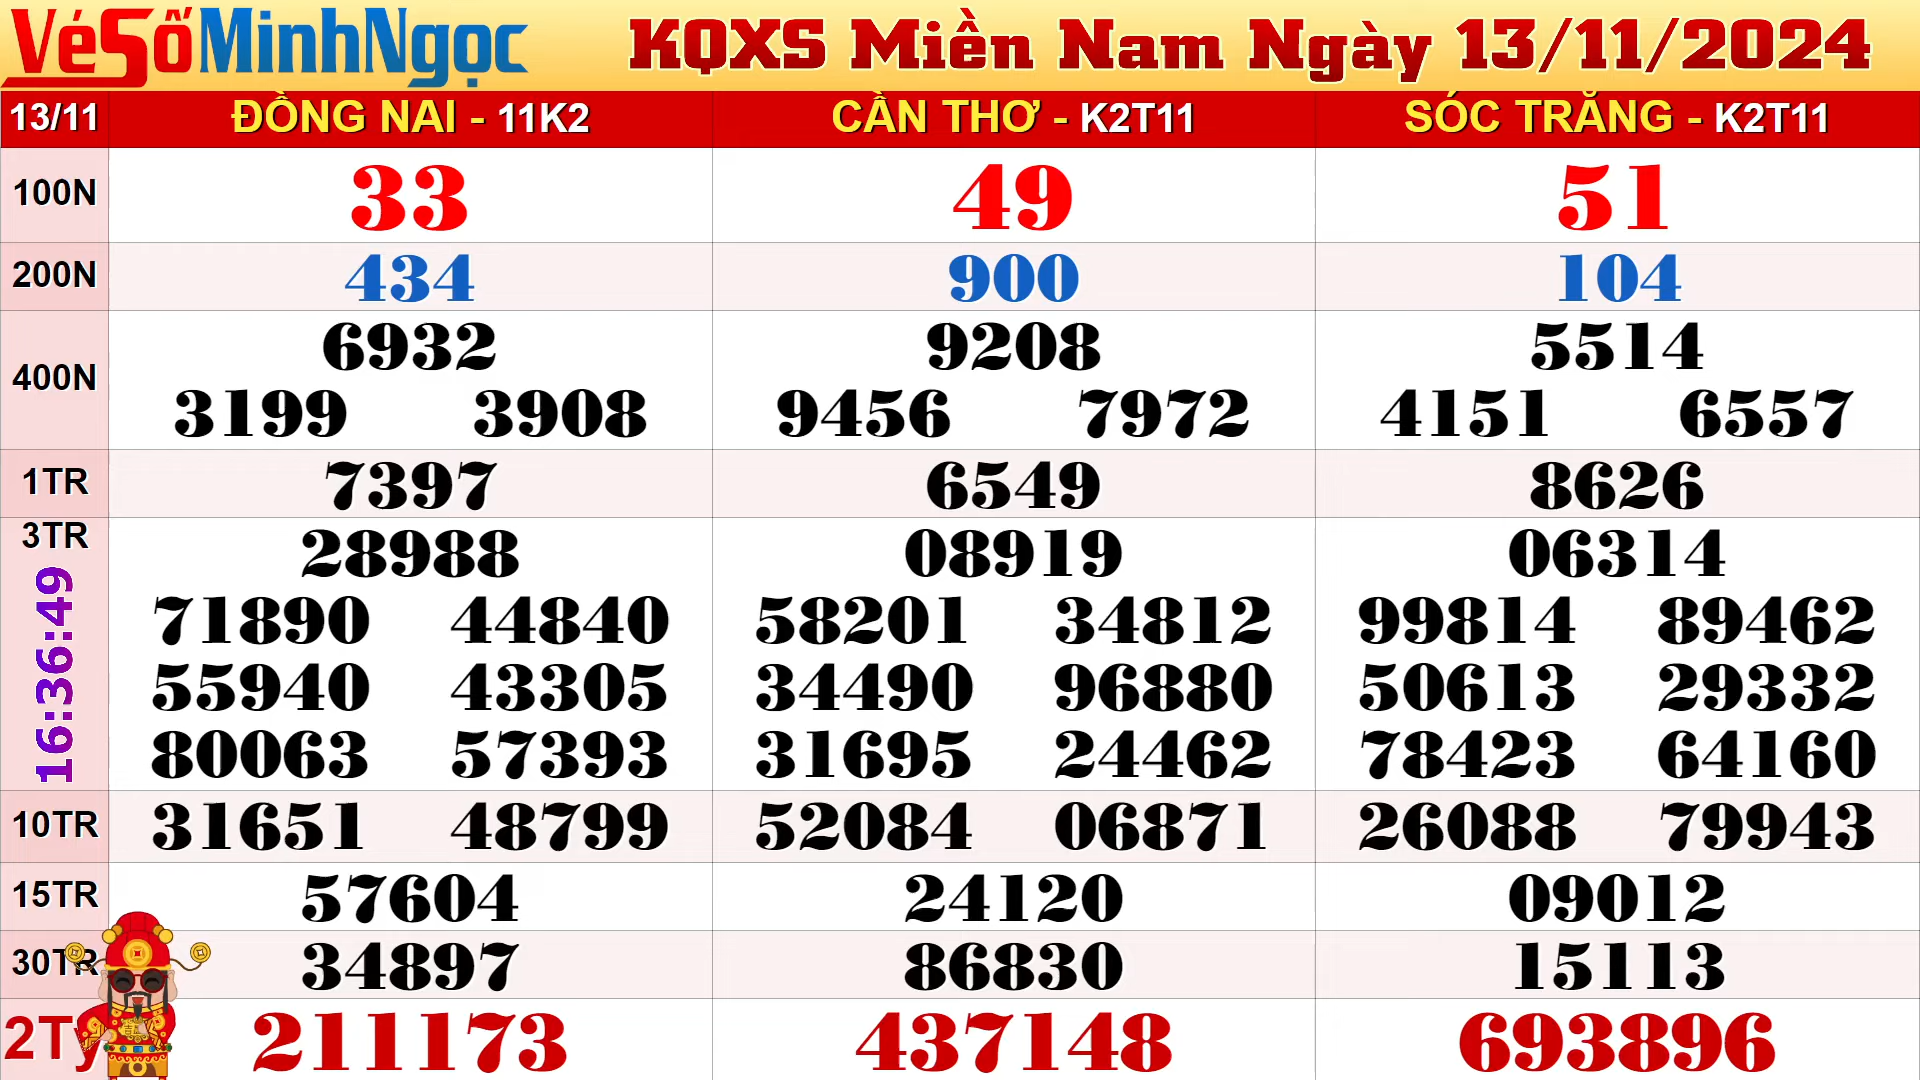 VéSốMinhNgọc KQXS Miền Nam Ngày 13/11/2024
13/11 ĐỒNG NAI - 11K2 CẦN THƠ - K2T11 SÓC TRĂNG - K2T11
100N 33 49 51
200N 434 900 104
6932 9208 5514
400N
3199 3908 9456 7972 4151 6557
1TR 7397 6549 8626
3TR 28988 08919 06314
71890 44840 58201 34812 99814 89462
55940 43305 34490 96880 50613 29332
80063 57393 31695 24462 78423 64160
16:36:49
10TR 31651 48799 52084 06871 26088 79943
15TR 57604 24120 09012
30TR 34897 86830 15113
2Tỷ 211173 437148 693896